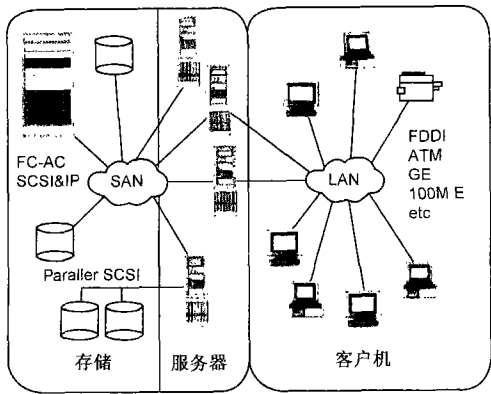 FC-AC
SCSI&IP
SAN
Paraller SCSI
存储
服务器
LAN
FDDI
ATM
GE
100M E
etc
客户机